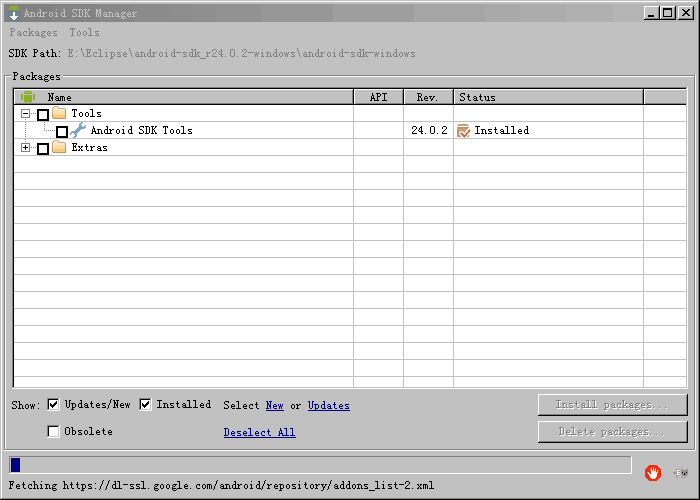 Android SDK Manager
Packages Tools
SDK Path: E:\Eclipse\android-sdk_r24.0.2-windows\android-sdk-windows
Packages
Name API Rev. Status
Tools
Android SDK Tools 24.0.2 Installed
Extras
Show: Updates/New Installed Select New or Updates Install packages...
Obsolete Deselect All Delete packages...
Fetching https://dl-ssl.google.com/android/repository/addons_list-2.xml